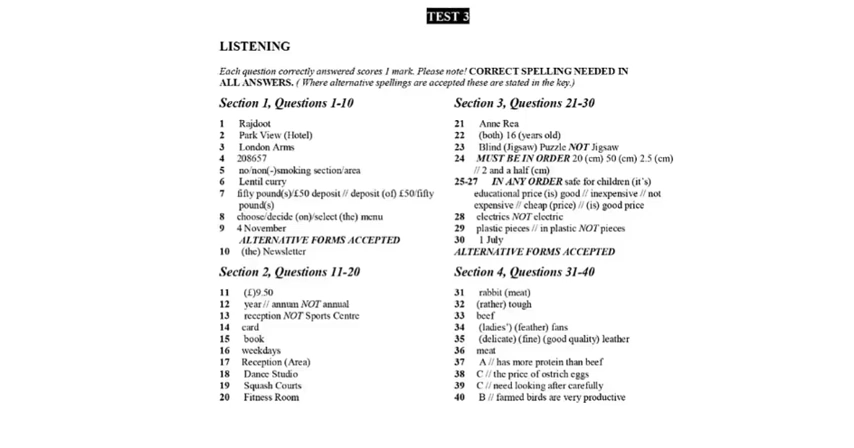 TEST 3
LISTENING
Each question correctly answered scores 1 mark. Please note! CORRECT SPELLING NEEDED IN
ALL ANSWERS. ( Where alternative spellings are accepted these are stated in the key.)
Section 1, Questions 1-10
1 Rajdoot
2 Park View (Hotel)
3 London Arms
4 208657
5 no/non(-)smoking section/area
6 Lentil curry
7 fifty pound(s)/£50 deposit // deposit (of) £50/fifty
pound(s)
8 choose/decide (on)/select (the) menu
9 4 November
ALTERNATIVE FORMS ACCEPTED
10 (the) Newsletter
Section 2, Questions 11-20
11 (£)9.50
12 year // annum NOT annual
13 reception NOT Sports Centre
14 card
15 book
16 weekdays
17 Reception (Area)
18 Dance Studio
19 Squash Courts
20 Fitness Room
Section 3, Questions 21-30
21 Anne Rea
22 (both) 16 (years old)
23 Blind (Jigsaw) Puzzle NOT Jigsaw
24 MUST BE IN ORDER 20 (cm) 50 (cm) 2.5 (cm)
// 2 and a half (cm)
25-27 IN ANY ORDER safe for children (it's)
educational price (is) good // inexpensive // not
expensive // cheap (price) // (is) good price
28 electrics NOT electric
29 plastic pieces // in plastic NOT pieces
30 1 July
ALTERNATIVE FORMS ACCEPTED
Section 4, Questions 31-40
31 rabbit (meat)
32 (rather) tough
33 beef
34 (ladies') (feather) fans
35 (delicate) (fine) (good quality) leather
36 meat
37 A // has more protein than beef
38 C // the price of ostrich eggs
39 C // need looking after carefully
40 B // farmed birds are very productive